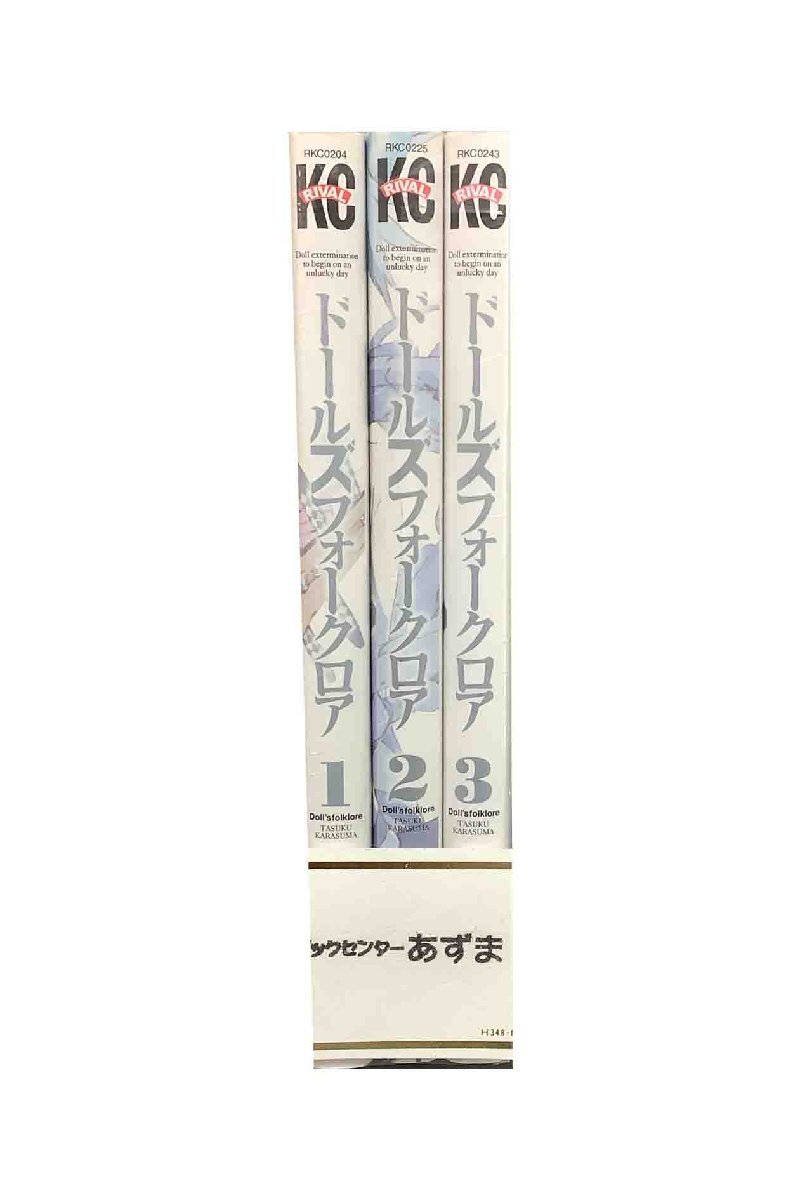 RKC0204
KC
RIVAL
Doll extermination
to begin on an
unlucky day
ドールズフォークロア
1
Doll'sfolklore
TASUKU
KARASUMA
RKC0225
KC
RIVAL
Doll extermination
to begin on an
unlucky day
ドールズフォークロア
2
Doll'sfolklore
TASUKU
KARASUMA
RKC0243
KC
RIVAL
Doll extermination
to begin on an
unlucky day
ドールズフォークロア
3
Doll'sfolklore
TASUKU
KARASUMA
ックセンターあずま
H348-